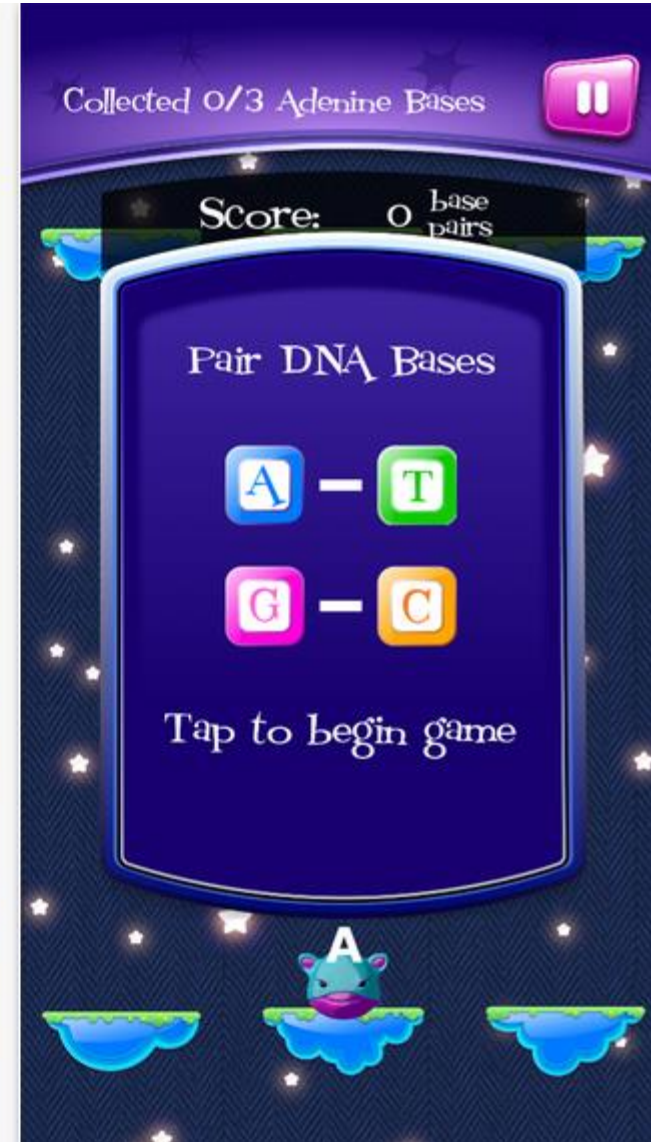 Collected 0/3 Adenine Bases
Score: 0 base pairs
Pair DNA Bases
A – T
G – C
Tap to begin game
A